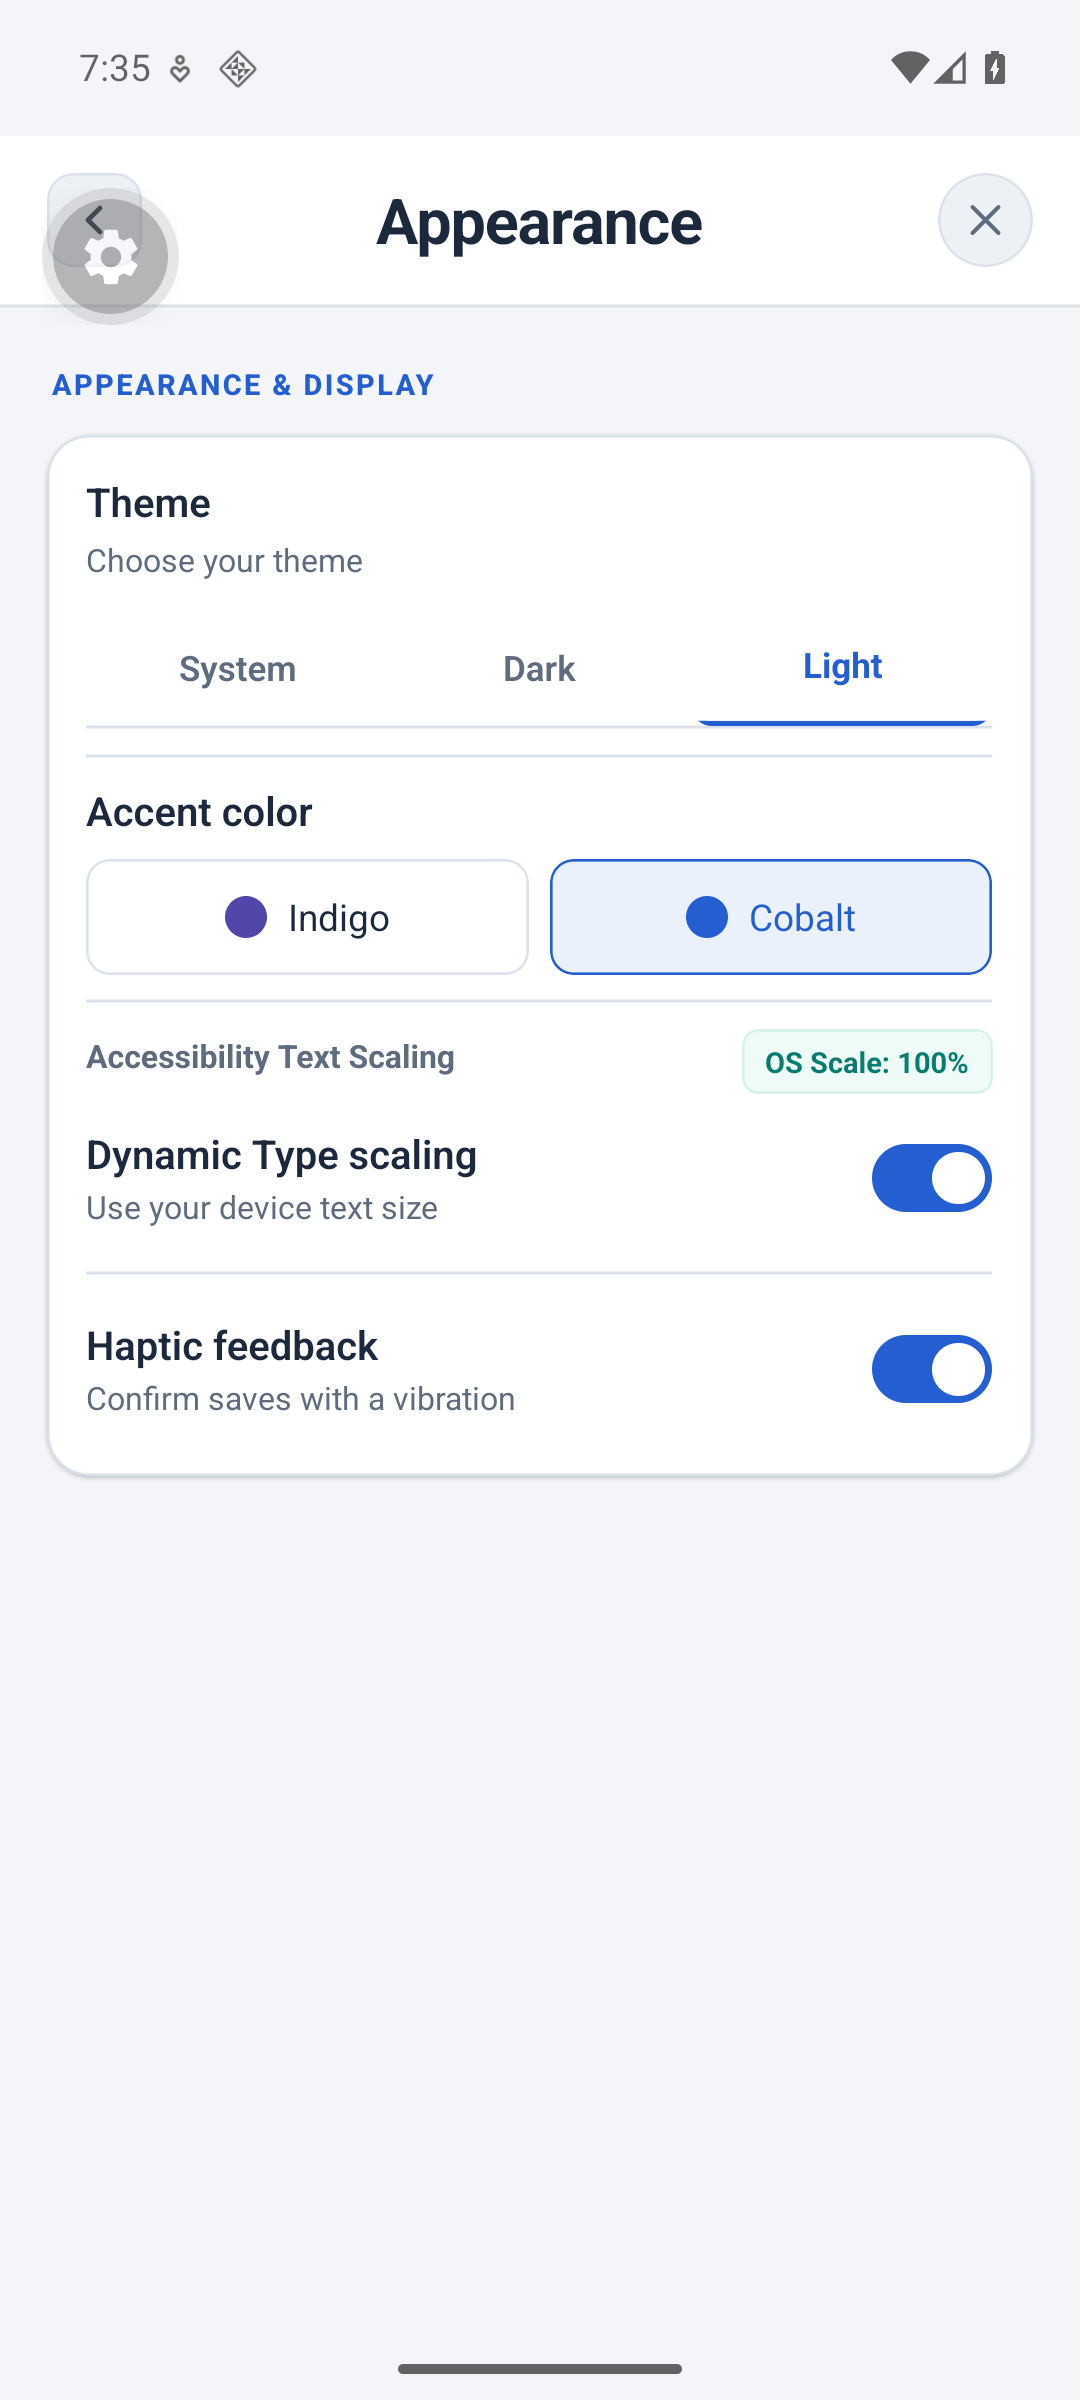 7:35
Appearance
APPEARANCE & DISPLAY
Theme
Choose your theme
System
Dark
Light
Accent color
Indigo
Cobalt
Accessibility Text Scaling
OS Scale: 100%
Dynamic Type scaling
Use your device text size
Haptic feedback
Confirm saves with a vibration